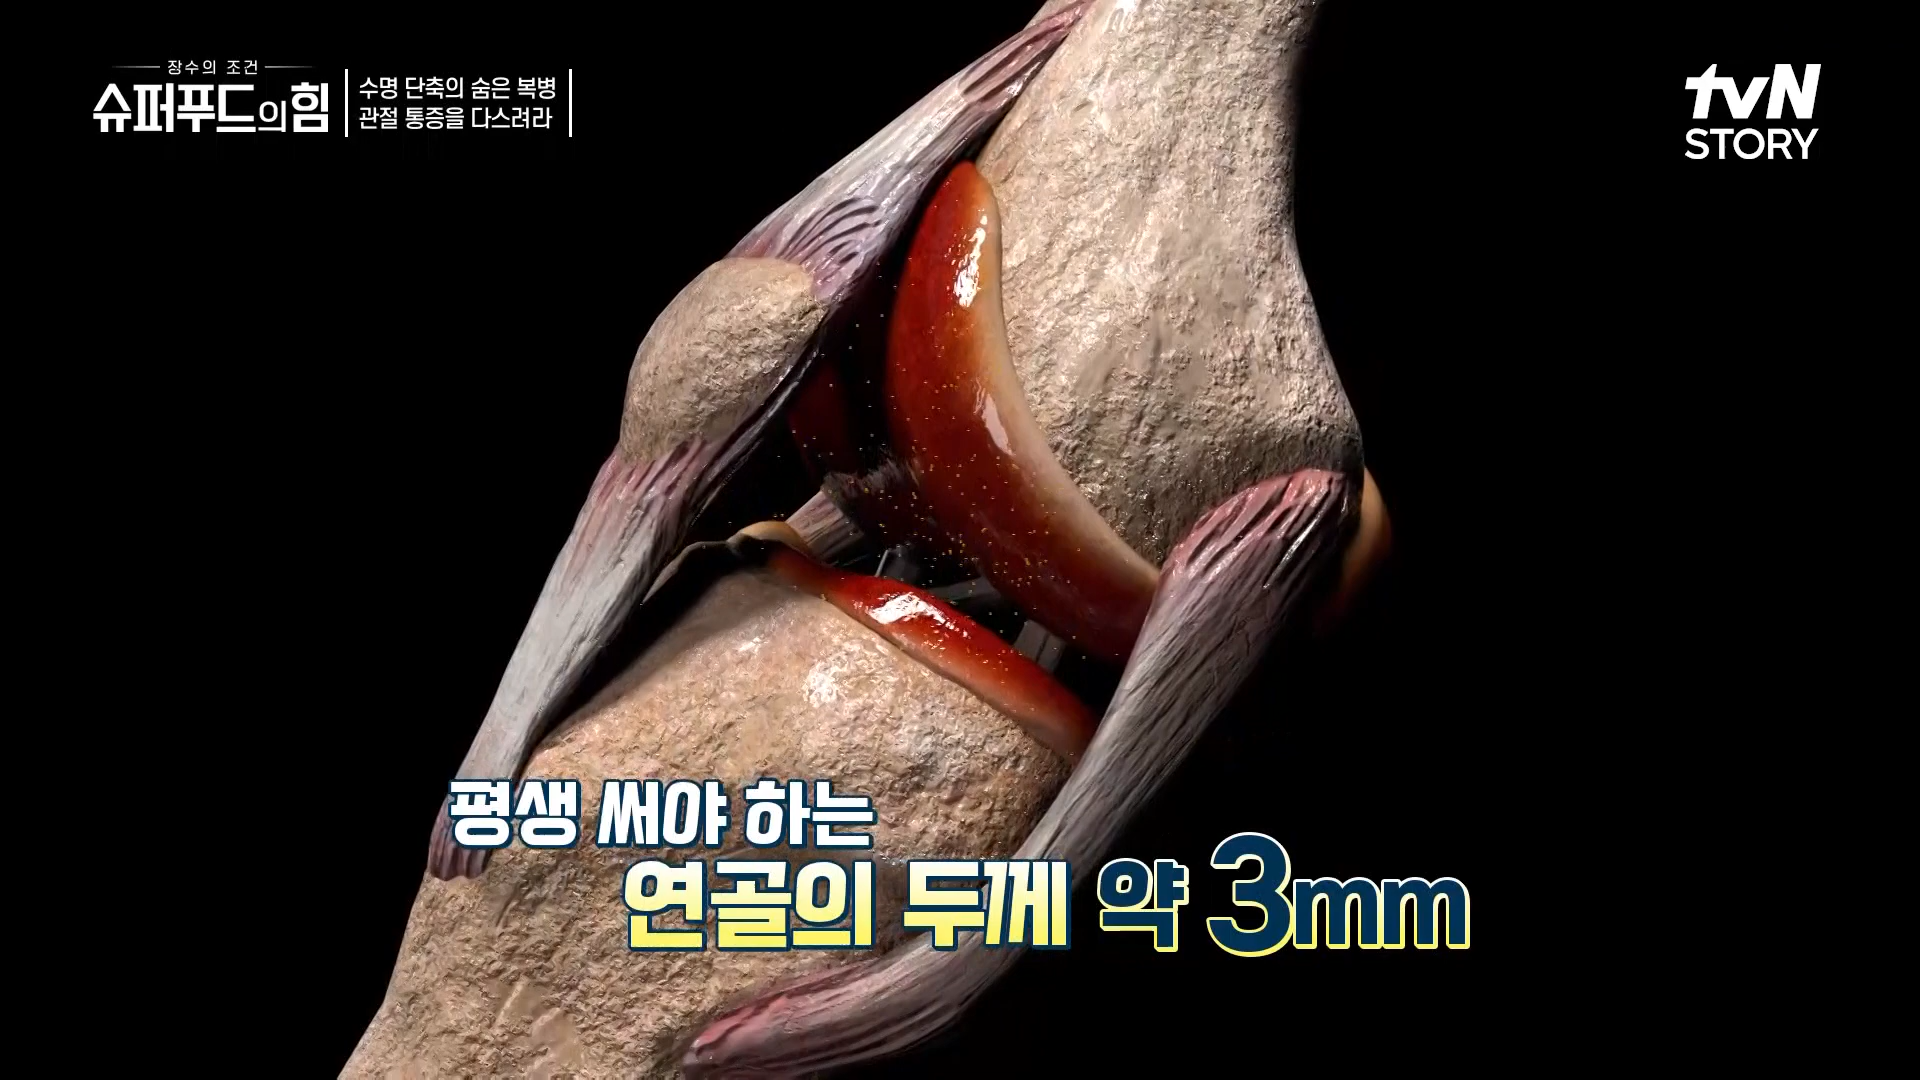 장수의 조건
슈퍼푸드의 힘
수명 단축의 숨은 복병
관절 통증을 다스려라
tvN
STORY
평생 써야 하는
연골의 두께 약 3mm